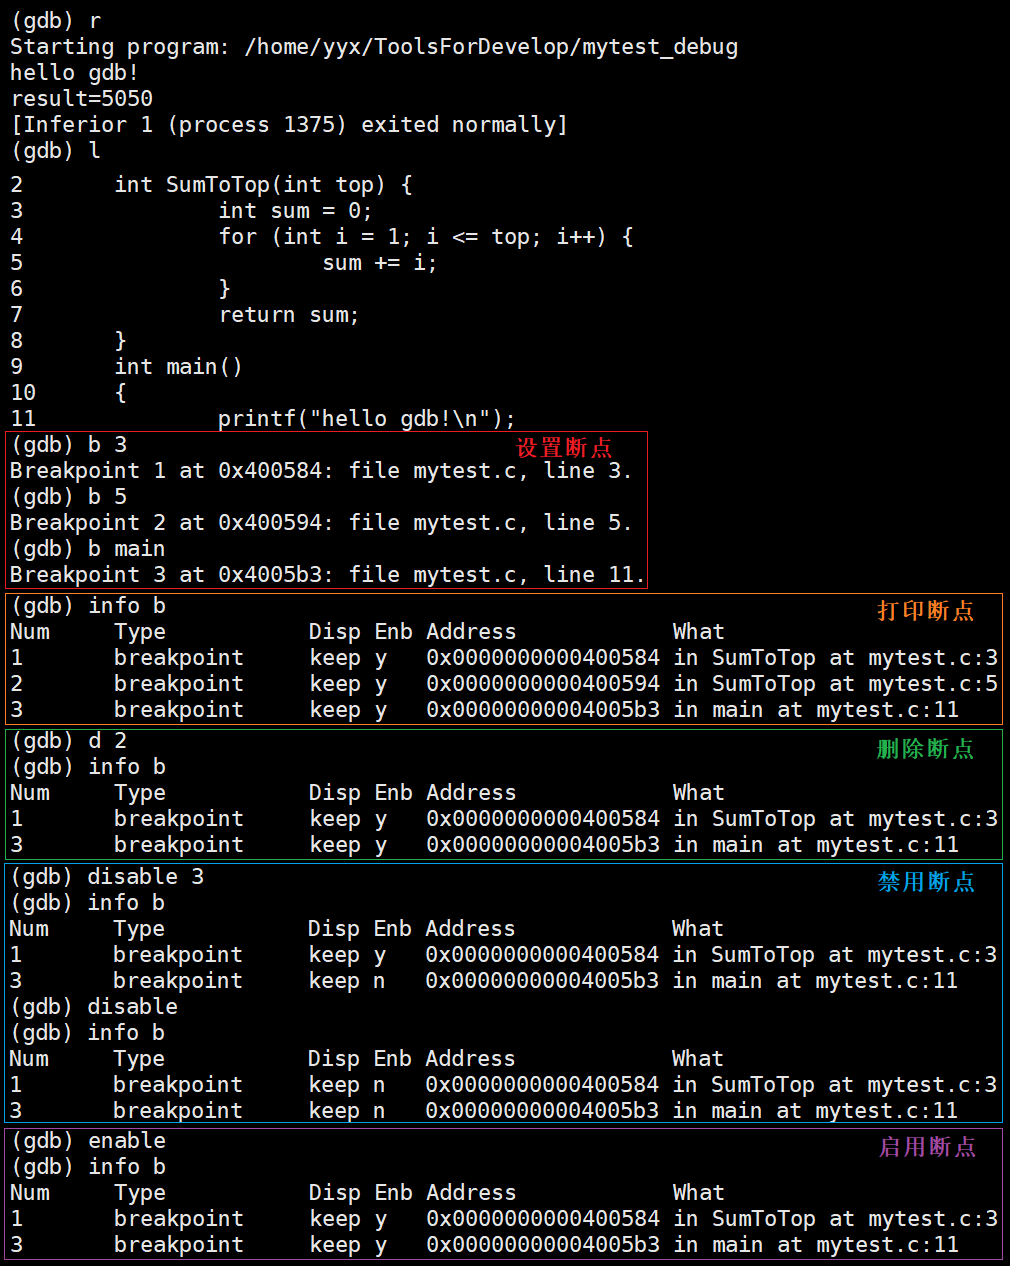 (gdb) r
Starting program: /home/yyx/ToolsForDevelop/mytest_debug
hello gdb!
result=5050
[Inferior 1 (process 1375) exited normally]
(gdb) l
2       int SumToTop(int top) {
3               int sum = 0;
4               for (int i = 1; i <= top; i++) {
5                       sum += i;
6               }
7               return sum;
8       }
9       int main()
10      {
11              printf("hello gdb!\n");
(gdb) b 3
设置断点
Breakpoint 1 at 0x400584: file mytest.c, line 3.
(gdb) b 5
Breakpoint 2 at 0x400594: file mytest.c, line 5.
(gdb) b main
Breakpoint 3 at 0x4005b3: file mytest.c, line 11.
(gdb) info b
打印断点
Num     Type           Disp Enb Address            What
1       breakpoint     keep y   0x0000000000400584 in SumToTop at mytest.c:3
2       breakpoint     keep y   0x0000000000400594 in SumToTop at mytest.c:5
3       breakpoint     keep y   0x00000000004005b3 in main at mytest.c:11
(gdb) d 2
删除断点
(gdb) info b
Num     Type           Disp Enb Address            What
1       breakpoint     keep y   0x0000000000400584 in SumToTop at mytest.c:3
3       breakpoint     keep y   0x00000000004005b3 in main at mytest.c:11
(gdb) disable 3
禁用断点
(gdb) info b
Num     Type           Disp Enb Address            What
1       breakpoint     keep y   0x0000000000400584 in SumToTop at mytest.c:3
3       breakpoint     keep n   0x00000000004005b3 in main at mytest.c:11
(gdb) disable
(gdb) info b
Num     Type           Disp Enb Address            What
1       breakpoint     keep n   0x0000000000400584 in SumToTop at mytest.c:3
3       breakpoint     keep n   0x00000000004005b3 in main at mytest.c:11
(gdb) enable
启用断点
(gdb) info b
Num     Type           Disp Enb Address            What
1       breakpoint     keep y   0x0000000000400584 in SumToTop at mytest.c:3
3       breakpoint     keep y   0x00000000004005b3 in main at mytest.c:11